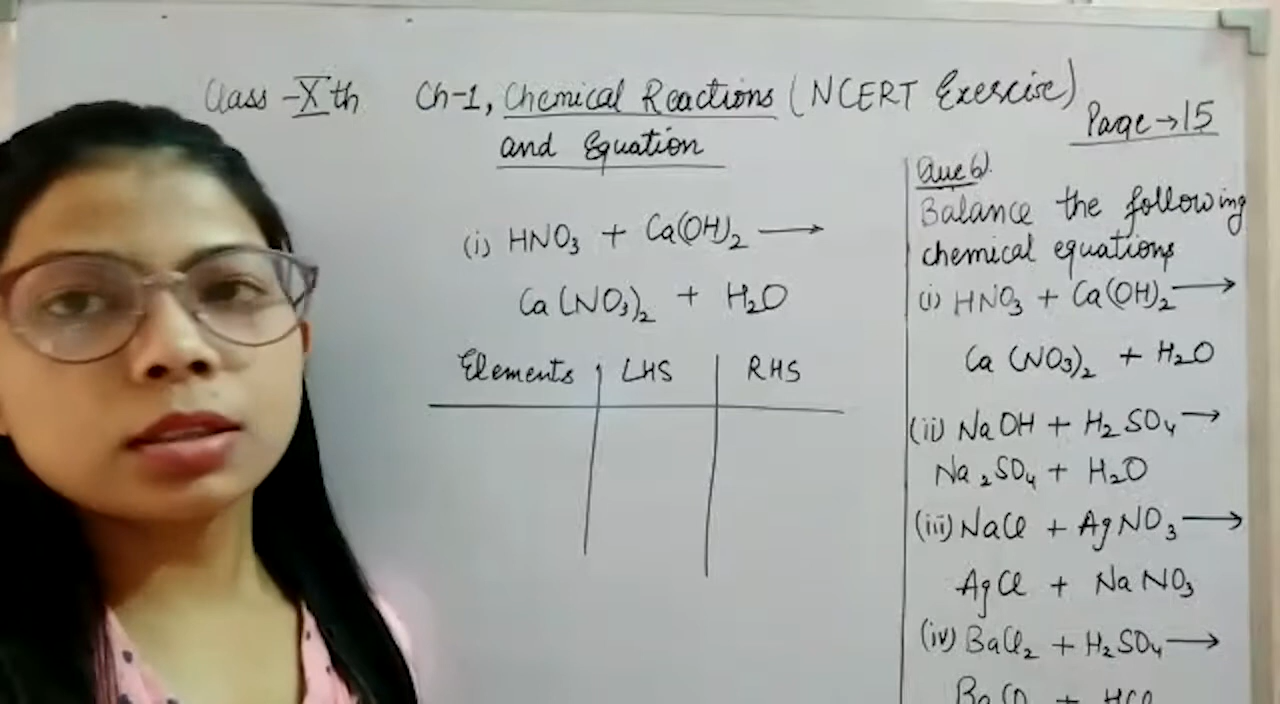 Class -Xth Ch-1, Chemical Reactions (NCERT Exercise)
and Equation
Page→15
(i) HNO₃ + Ca(OH)₂ ⟶
Ca(NO₃)₂ + H₂O
Elements LHS RHS
Que 6).
Balance the following
chemical equations
(i) HNO₃ + Ca(OH)₂ ⟶
Ca (NO₃)₂ + H₂O
(ii) NaOH + H₂SO₄ →
Na₂SO₄ + H₂O
(iii) NaCl + AgNO₃ ⟶
AgCl + NaNO₃
(iv) BaCl₂ + H₂SO₄ ⟶
+ HCl